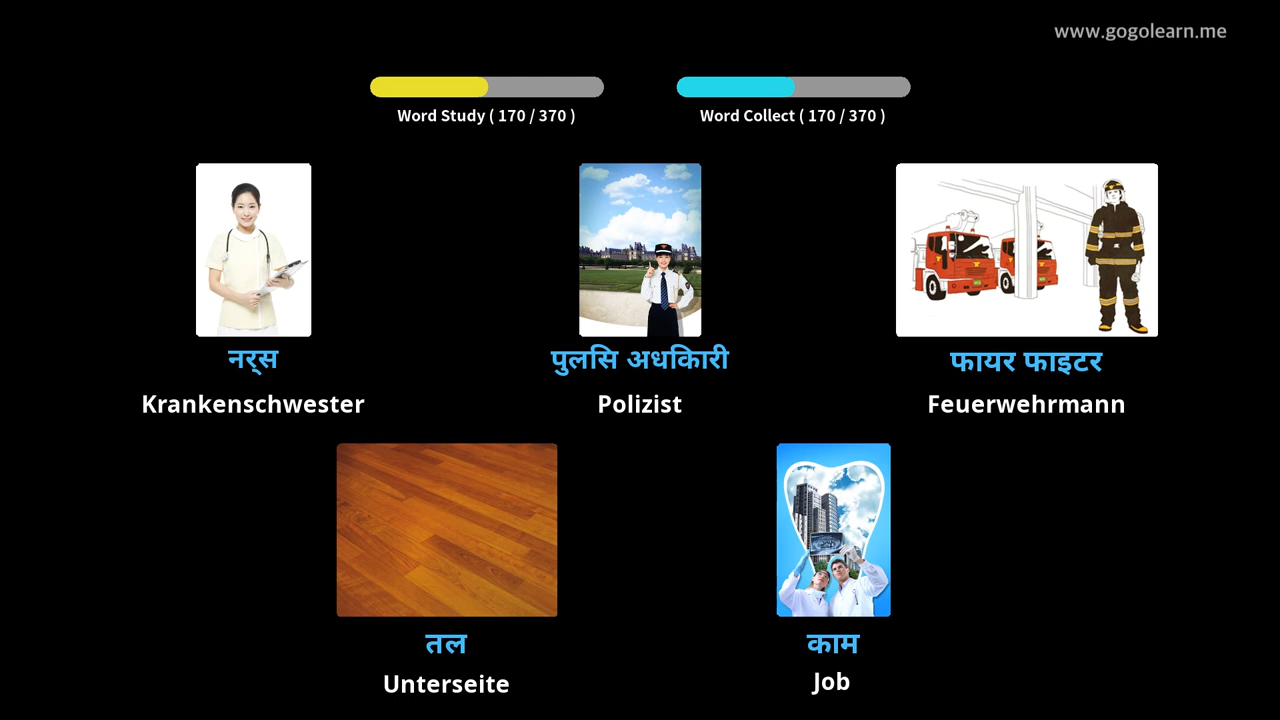 www.gogolearn.me
Word Study ( 170 / 370 )
Word Collect ( 170 / 370 )
नर्‌स
पुलसि अधकिारी
फायर फाइटर
Krankenschwester
Polizist
Feuerwehrmann
तल
काम
Unterseite
Job